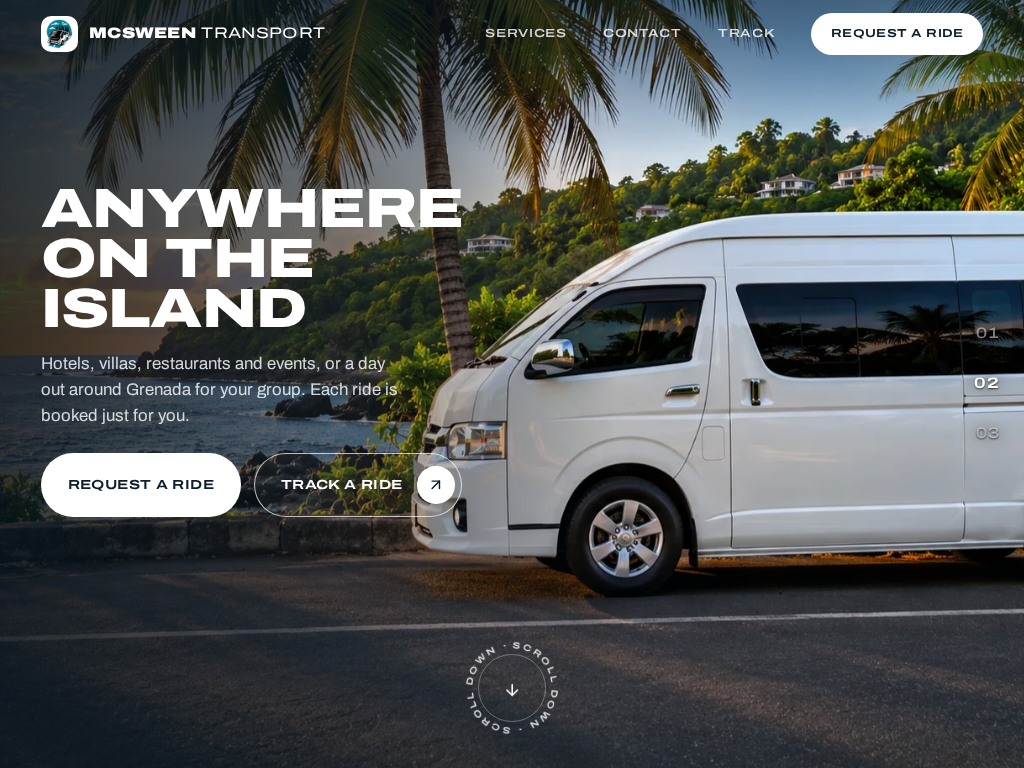 MCSWEEN TRANSPORT
SERVICES
CONTACT
TRACK
REQUEST A RIDE
ANYWHERE
ON THE
ISLAND
Hotels, villas, restaurants and events, or a day
out around Grenada for your group. Each ride is
booked just for you.
REQUEST A RIDE
TRACK A RIDE
01
02
03
SCROLL DOWN · SCROLL DOWN ·